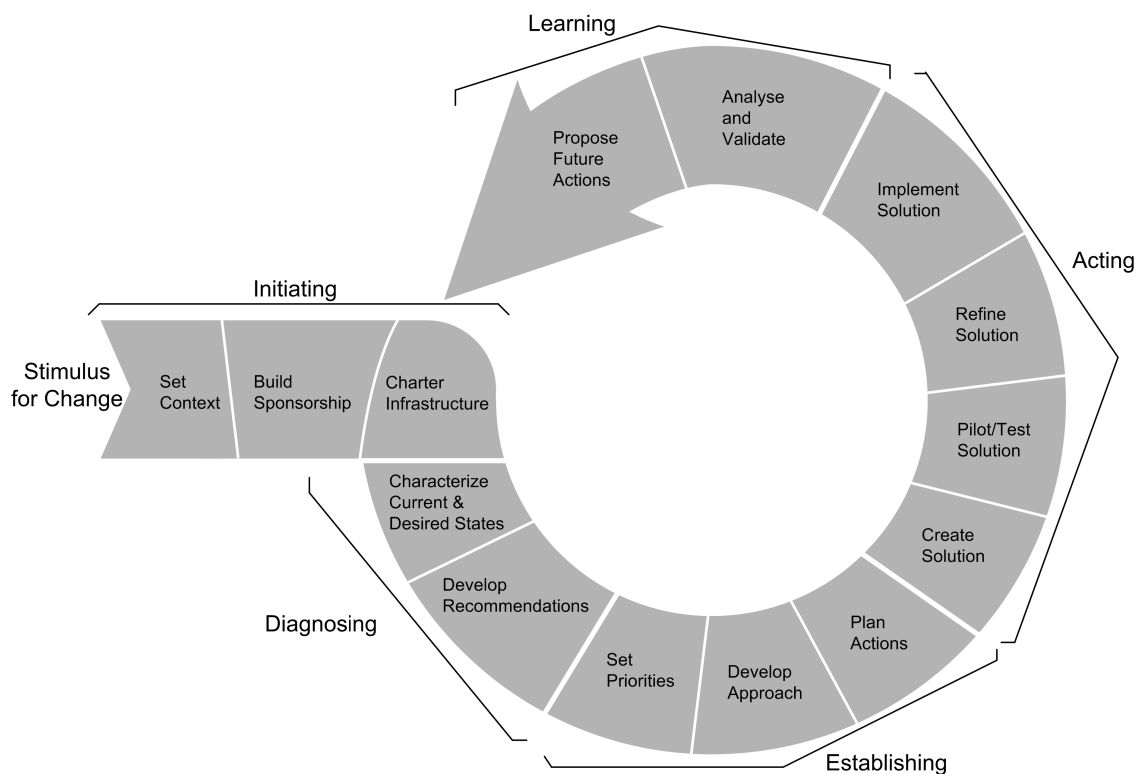 Learning
Analyse
and
Validate
Propose
Future
Actions
Implement
Solution
Acting
Initiating
Refine
Solution
Stimulus
for Change
Set
Context
Build
Sponsorship
Charter
Infrastructure
Pilot/Test
Solution
Characterize
Current &
Desired States
Create
Solution
Develop
Recommendations
Diagnosing
Plan
Actions
Set
Priorities
Develop
Approach
Establishing